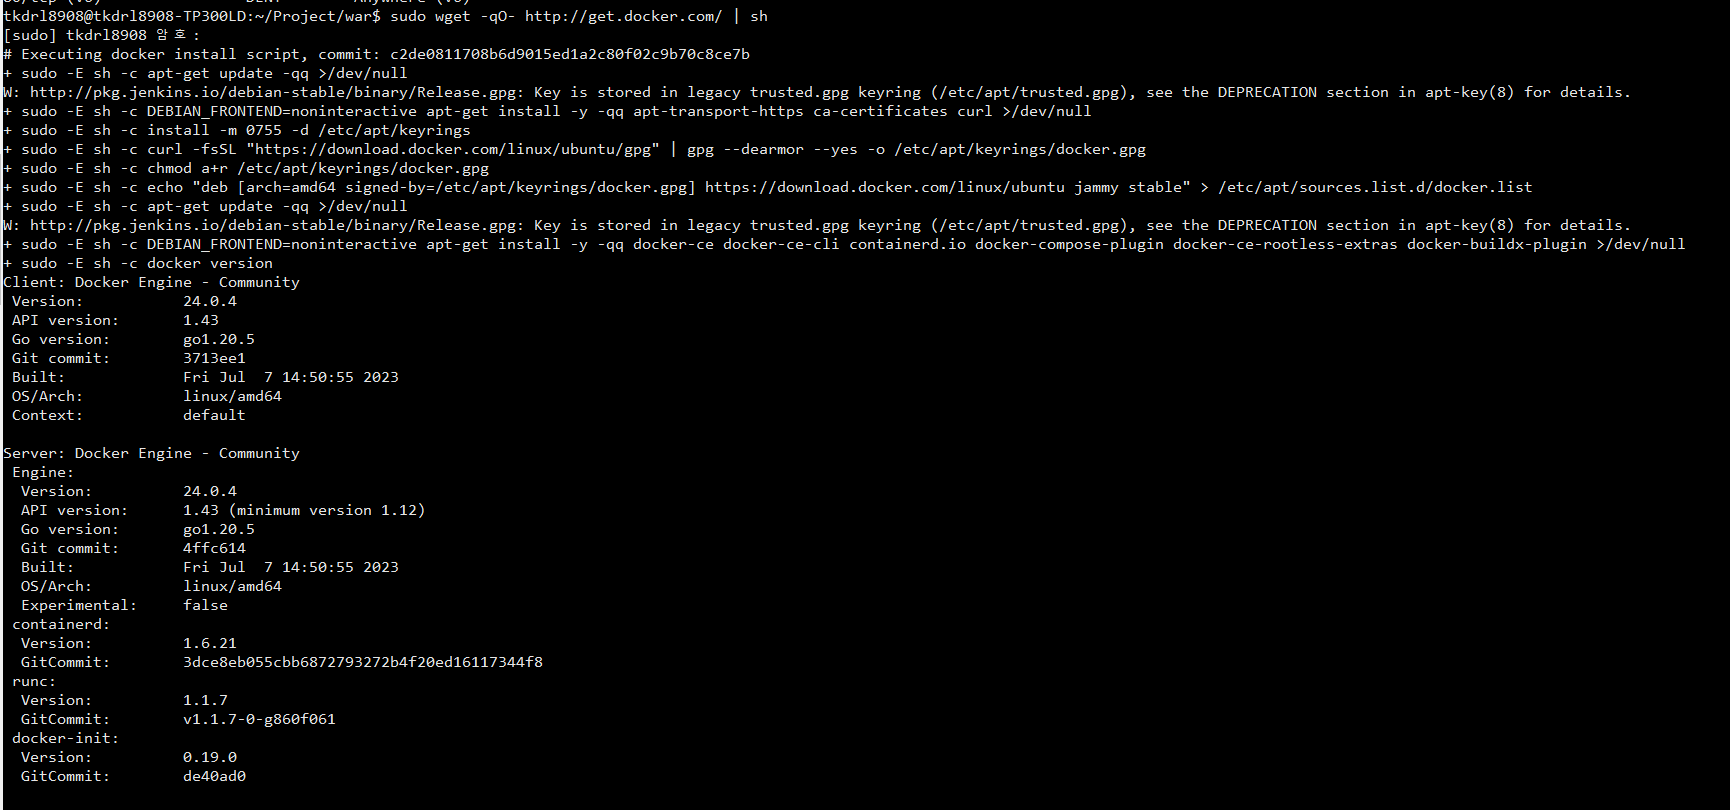 tkdrl8908@tkdrl8908-TP300LD:~/Project/war$ sudo wget -qO- http://get.docker.com/ | sh
[sudo] tkdrl8908 암호:
# Executing docker install script, commit: c2de0811708b6d9015ed1a2c80f02c9b70c8ce7b
+ sudo -E sh -c apt-get update -qq >/dev/null
W: http://pkg.jenkins.io/debian-stable/binary/Release.gpg: Key is stored in legacy trusted.gpg keyring (/etc/apt/trusted.gpg), see the DEPRECATION section in apt-key(8) for details.
+ sudo -E sh -c DEBIAN_FRONTEND=noninteractive apt-get install -y -qq apt-transport-https ca-certificates curl >/dev/null
+ sudo -E sh -c install -m 0755 -d /etc/apt/keyrings
+ sudo -E sh -c curl -fsSL "https://download.docker.com/linux/ubuntu/gpg" | gpg --dearmor --yes -o /etc/apt/keyrings/docker.gpg
+ sudo -E sh -c chmod a+r /etc/apt/keyrings/docker.gpg
+ sudo -E sh -c echo "deb [arch=amd64 signed-by=/etc/apt/keyrings/docker.gpg] https://download.docker.com/linux/ubuntu jammy stable" > /etc/apt/sources.list.d/docker.list
+ sudo -E sh -c apt-get update -qq >/dev/null
W: http://pkg.jenkins.io/debian-stable/binary/Release.gpg: Key is stored in legacy trusted.gpg keyring (/etc/apt/trusted.gpg), see the DEPRECATION section in apt-key(8) for details.
+ sudo -E sh -c DEBIAN_FRONTEND=noninteractive apt-get install -y -qq docker-ce docker-ce-cli containerd.io docker-compose-plugin docker-ce-rootless-extras docker-buildx-plugin >/dev/null
+ sudo -E sh -c docker version
Client: Docker Engine - Community
Version: 24.0.4
API version: 1.43
Go version: go1.20.5
Git commit: 3713ee1
Built: Fri Jul  7 14:50:55 2023
OS/Arch: linux/amd64
Context: default
Server: Docker Engine - Community
Engine:
Version: 24.0.4
API version: 1.43 (minimum version 1.12)
Go version: go1.20.5
Git commit: 4ffc614
Built: Fri Jul  7 14:50:55 2023
OS/Arch: linux/amd64
Experimental: false
containerd:
Version: 1.6.21
GitCommit: 3dce8eb055cbb6872793272b4f20ed16117344f8
runc:
Version: 1.1.7
GitCommit: v1.1.7-0-g860f061
docker-init:
Version: 0.19.0
GitCommit: de40ad0